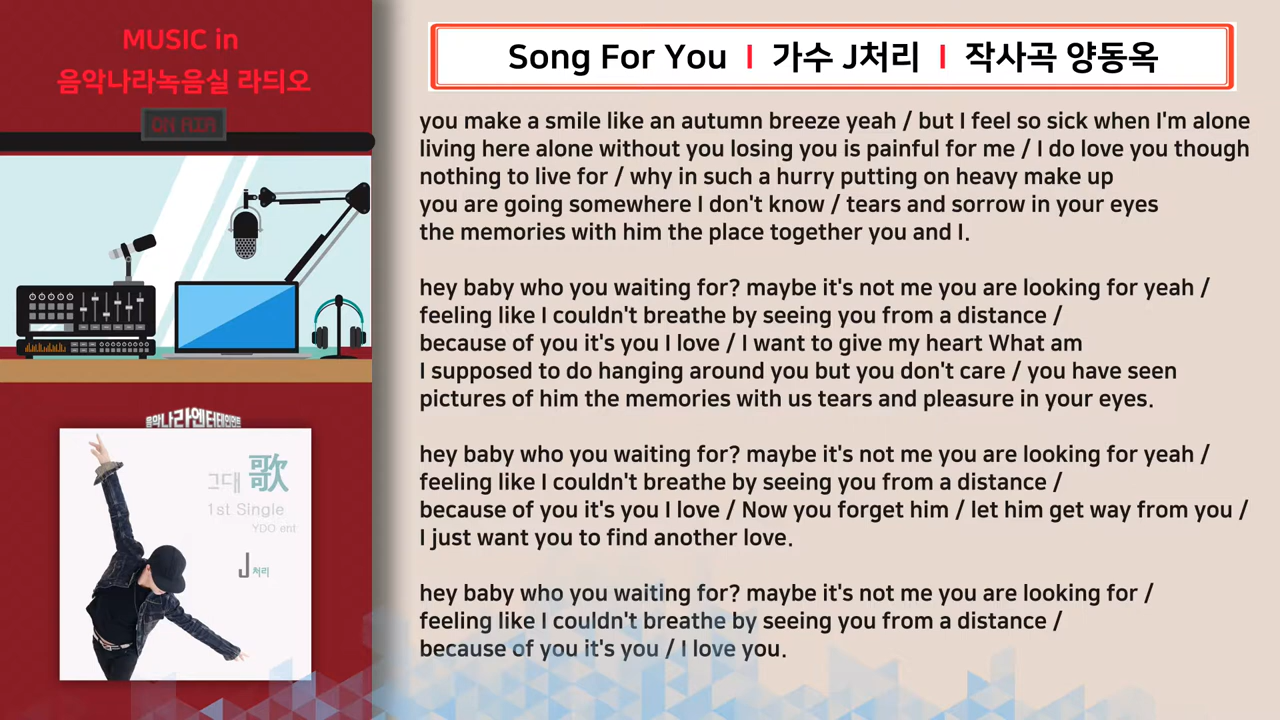 MUSIC in
음악나라녹음실 라듸오
ON AIR
음악나라엔터테인먼트
그대 歌
1st Single
YDO ent
J처리
Song For You I 가수 J처리 I 작사곡 양동옥
you make a smile like an autumn breeze yeah / but I feel so sick when I'm alone
living here alone without you losing you is painful for me / I do love you though
nothing to live for / why in such a hurry putting on heavy make up
you are going somewhere I don't know / tears and sorrow in your eyes
the memories with him the place together you and I.
hey baby who you waiting for? maybe it's not me you are looking for yeah /
feeling like I couldn't breathe by seeing you from a distance /
because of you it's you I love / I want to give my heart What am
I supposed to do hanging around you but you don't care / you have seen
pictures of him the memories with us tears and pleasure in your eyes.
hey baby who you waiting for? maybe it's not me you are looking for yeah /
feeling like I couldn't breathe by seeing you from a distance /
because of you it's you I love / Now you forget him / let him get way from you /
I just want you to find another love.
hey baby who you waiting for? maybe it's not me you are looking for /
feeling like I couldn't breathe by seeing you from a distance /
because of you it's you / I love you.